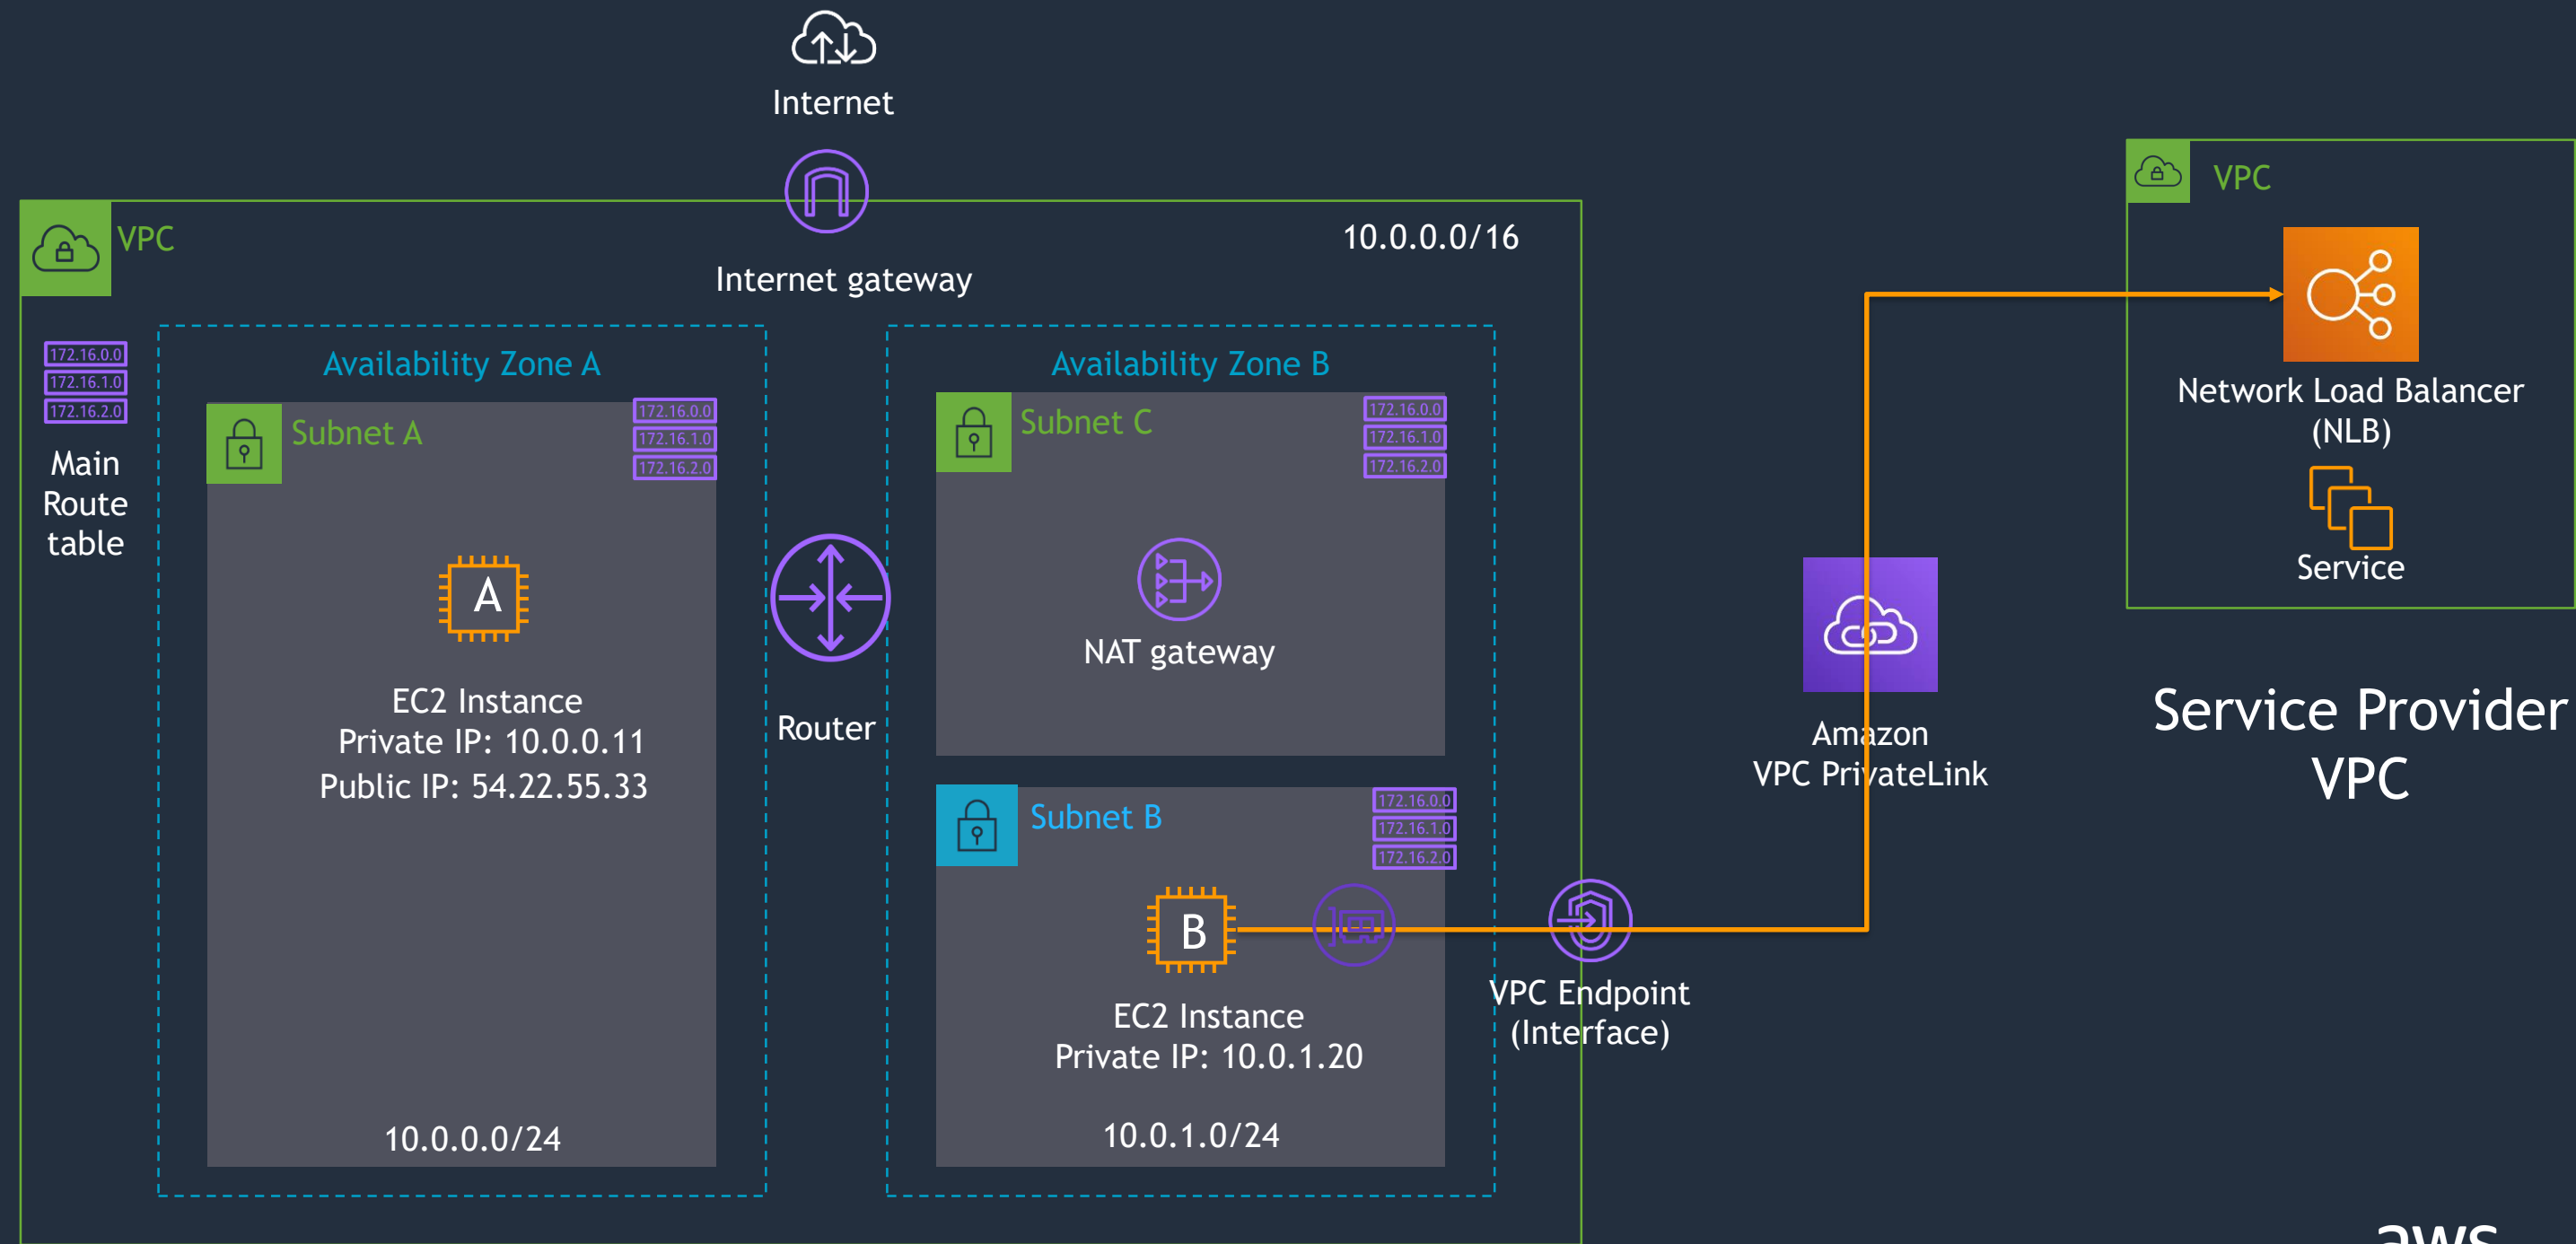 Internet
Internet gateway
VPC
10.0.0.0/16
172.16.0.0
172.16.1.0
172.16.2.0
Main
Route
table
Availability Zone A
Subnet A
172.16.0.0
172.16.1.0
172.16.2.0
A
EC2 Instance
Private IP: 10.0.0.11
Public IP: 54.22.55.33
10.0.0.0/24
Router
Availability Zone B
Subnet C
172.16.0.0
172.16.1.0
172.16.2.0
NAT gateway
Subnet B
172.16.0.0
172.16.1.0
172.16.2.0
B
EC2 Instance
Private IP: 10.0.1.20
10.0.1.0/24
VPC Endpoint
(Interface)
Amazon
VPC PrivateLink
VPC
Network Load Balancer
(NLB)
Service
Service Provider
VPC
aws